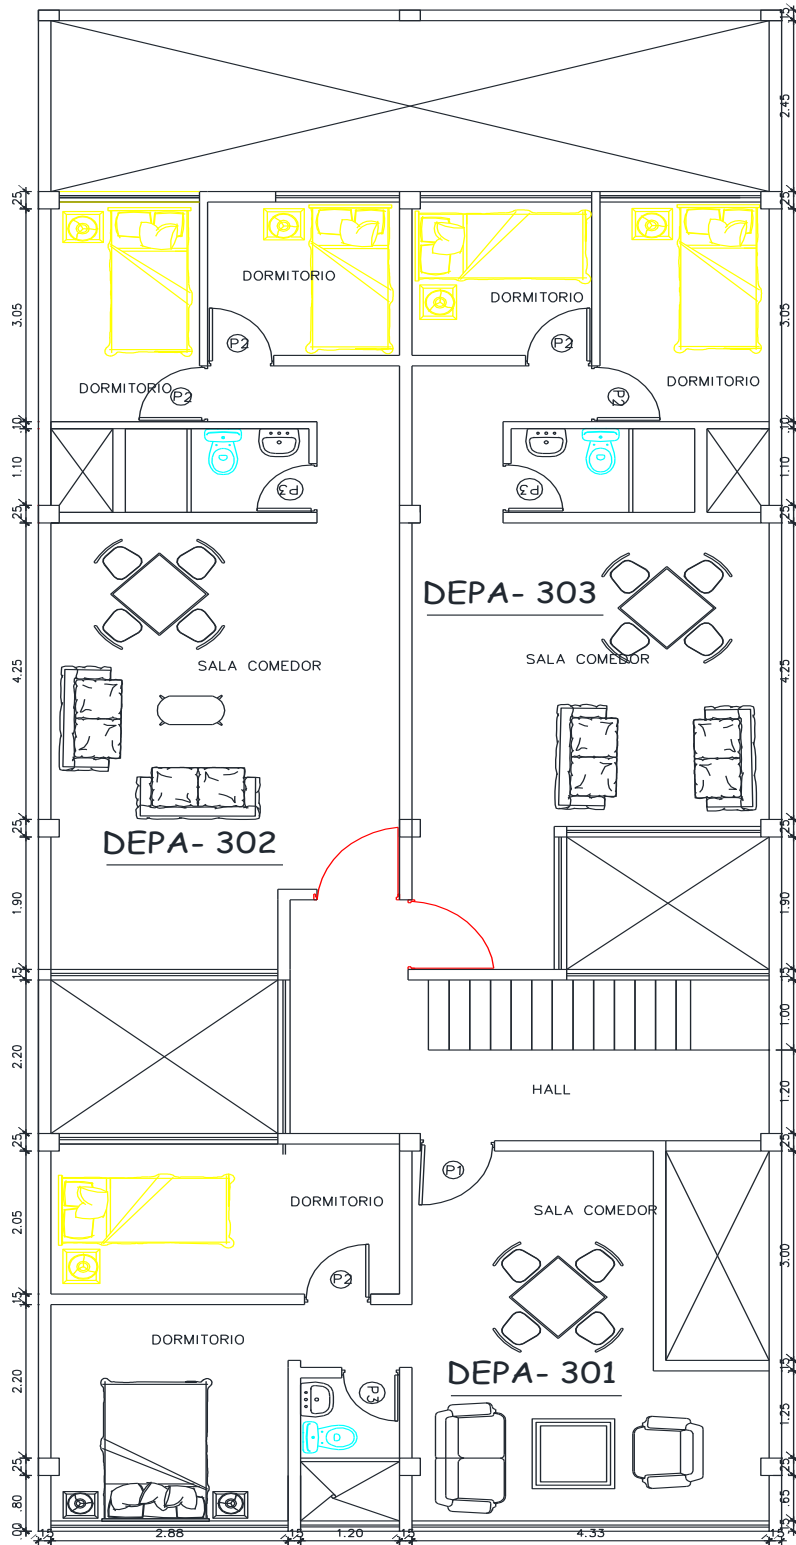 .15
2.45
.25
.25
DORMITORIO
DORMITORIO
3.05
3.05
P2
P2
DORMITORIO
DORMITORIO
P2
P2
.10
.10
1.10
1.10
P3
P3
.25
.25
DEPA- 303
SALA COMEDOR
SALA COMEDOR
4.25
4.25
.25
.25
DEPA- 302
1.90
1.90
.15
.15
1.00
2.20
HALL
1.20
.25
.25
P1
DORMITORIO
SALA COMEDOR
2.05
3.00
P2
.15
DORMITORIO
.15
DEPA- 301
2.20
P3
1.25
.25
.25
.80
.65
.00
.15
.15
2.88
.15
1.20
.15
4.33
.15